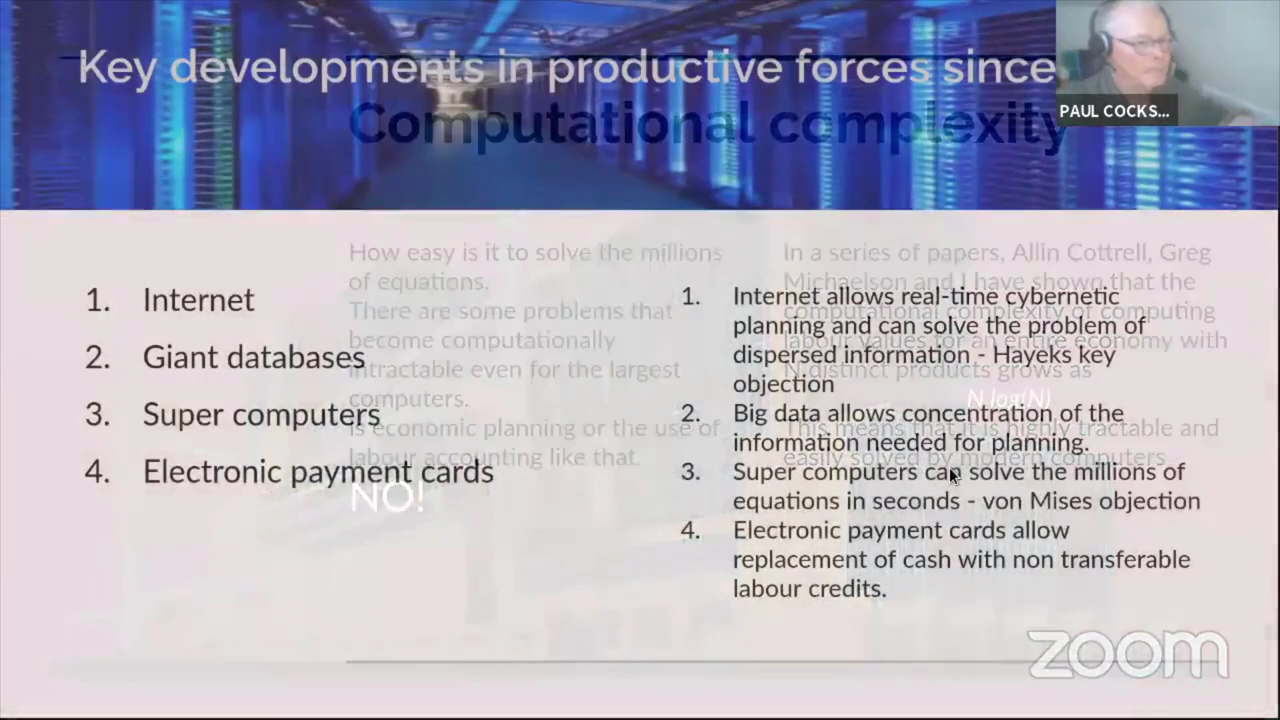 Key developments in productive forces since
PAUL COCKS...
Computational complexity
1. Internet
2. Giant databases
3. Super computers
4. Electronic payment cards
1. Internet allows real-time cybernetic
planning and can solve the problem of
dispersed information - Hayeks key
objection
2. Big data allows concentration of the
information needed for planning.
3. Super computers can solve the millions of
equations in seconds - von Mises objection
4. Electronic payment cards allow
replacement of cash with non transferable
labour credits.
How easy is it to solve the millions
of equations.
There are some problems that
become computationally
intractable even for the largest
computers.
Is economic planning or the use of
labour accounting like that.
NO!
In a series of papers, Allin Cottrell, Greg
Michaelson and I have shown that the
computational complexity of computing
labour values for an entire economy with
N distinct products grows as
N log(N)
This means that it is highly tractable and
easily solved by modern computers
zoom